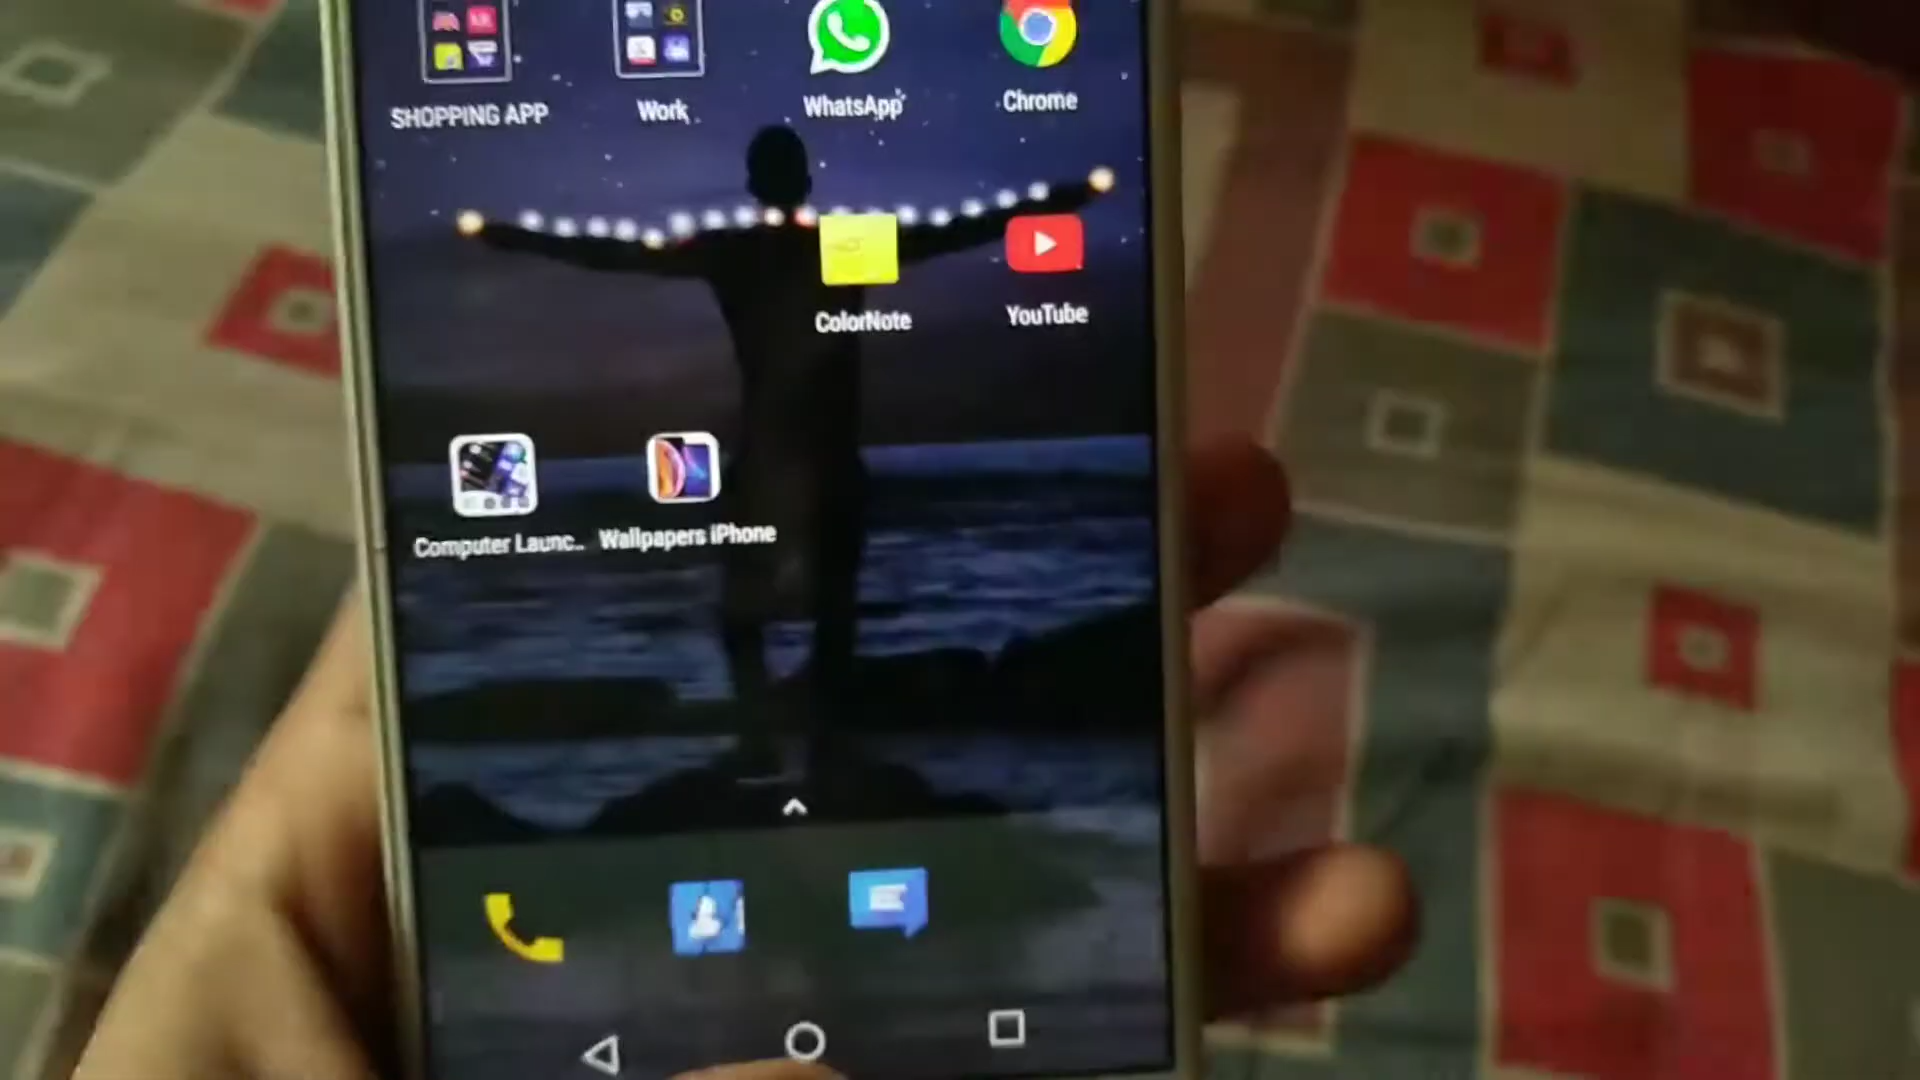 SHOPPING APP
Work
WhatsApp
Chrome
ColorNote
YouTube
Computer Launc..
Wallpapers iPhone